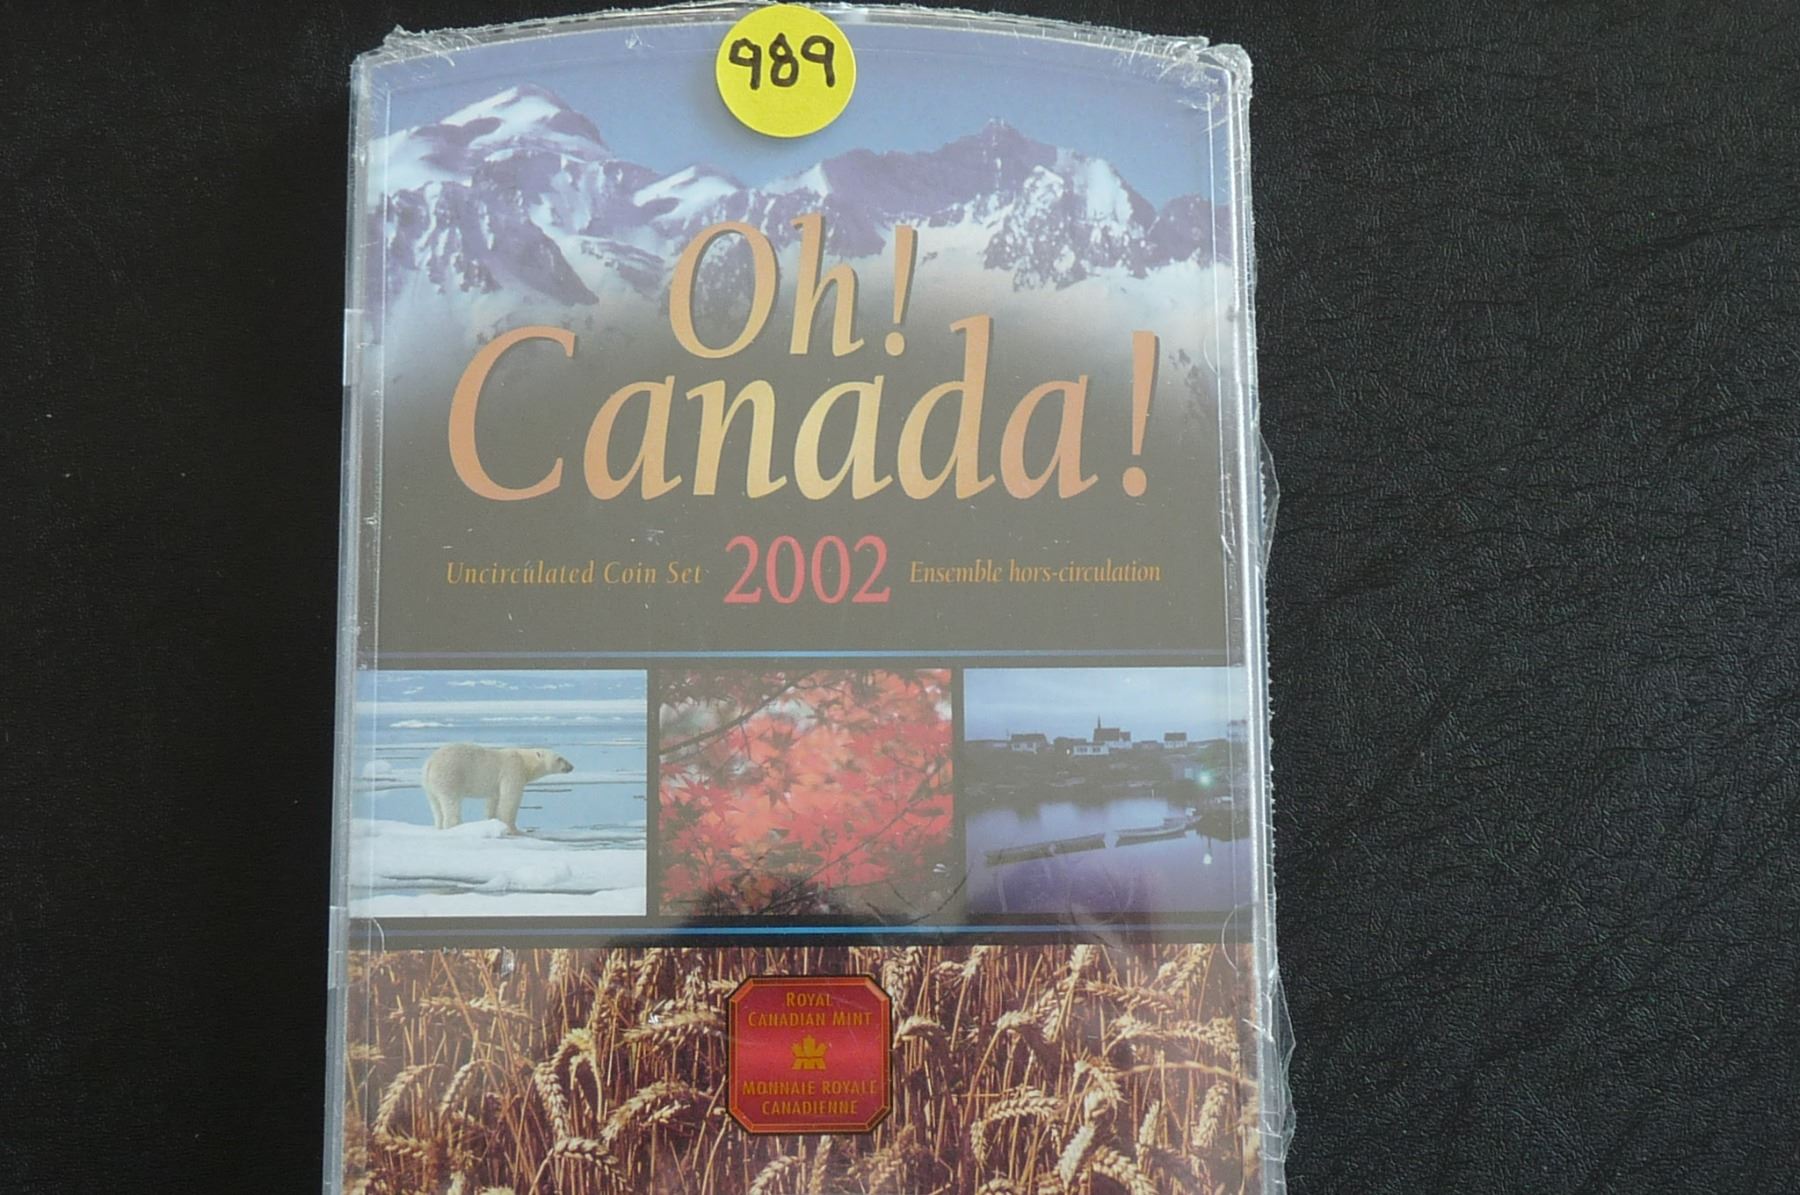 989
Oh!
Canada!
Uncirculated Coin Set 2002 Ensemble hors-circulation
ROYAL
CANADIAN MINT
MONNAIE ROYALE
CANADIENNE